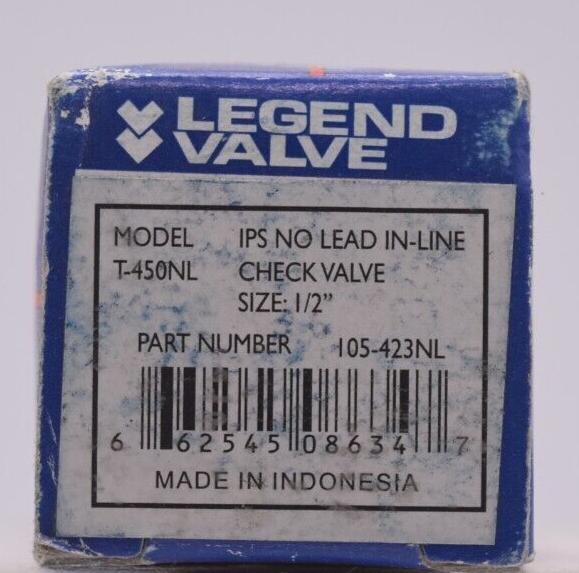 LEGEND
VALVE
MODEL IPS NO LEAD IN-LINE
T-450NL CHECK VALVE
SIZE: 1/2”
PART NUMBER 105-423NL
6 62545 08634 7
MADE IN INDONESIA